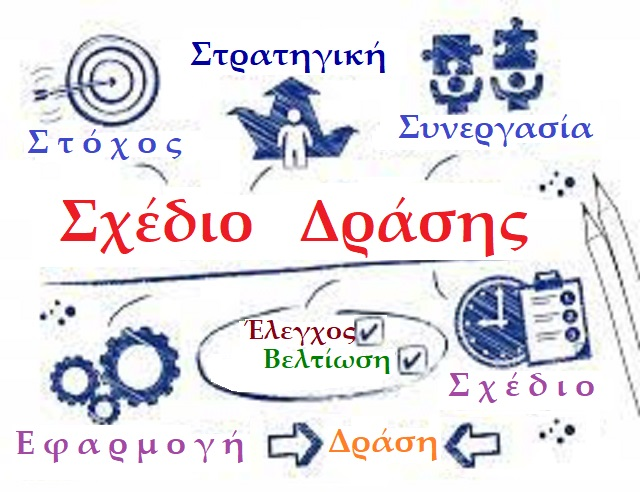 Στρατηγική
Στόχος
Συνεργασία
Σχέδιο Δράσης
Έλεγχος
Βελτίωση
Σχέδιο
Εφαρμογή
Δράση